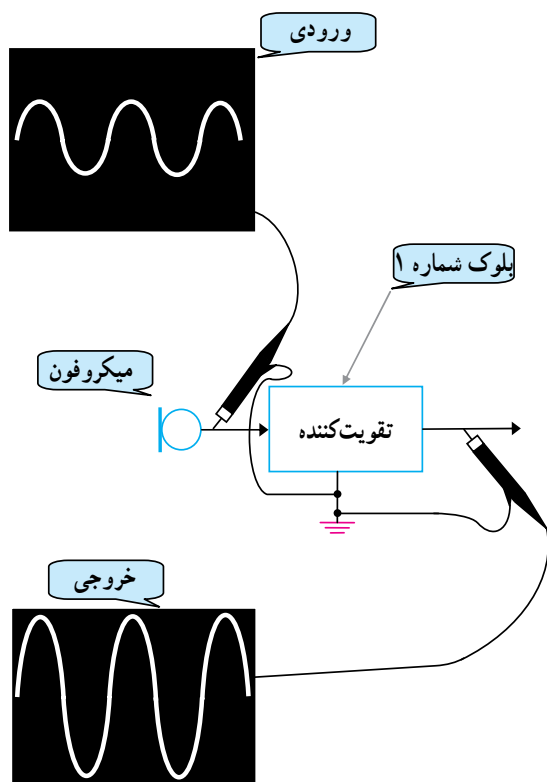 ورودی
بلوک شماره ۱
میکروفون
تقویت‌کننده
خروجی